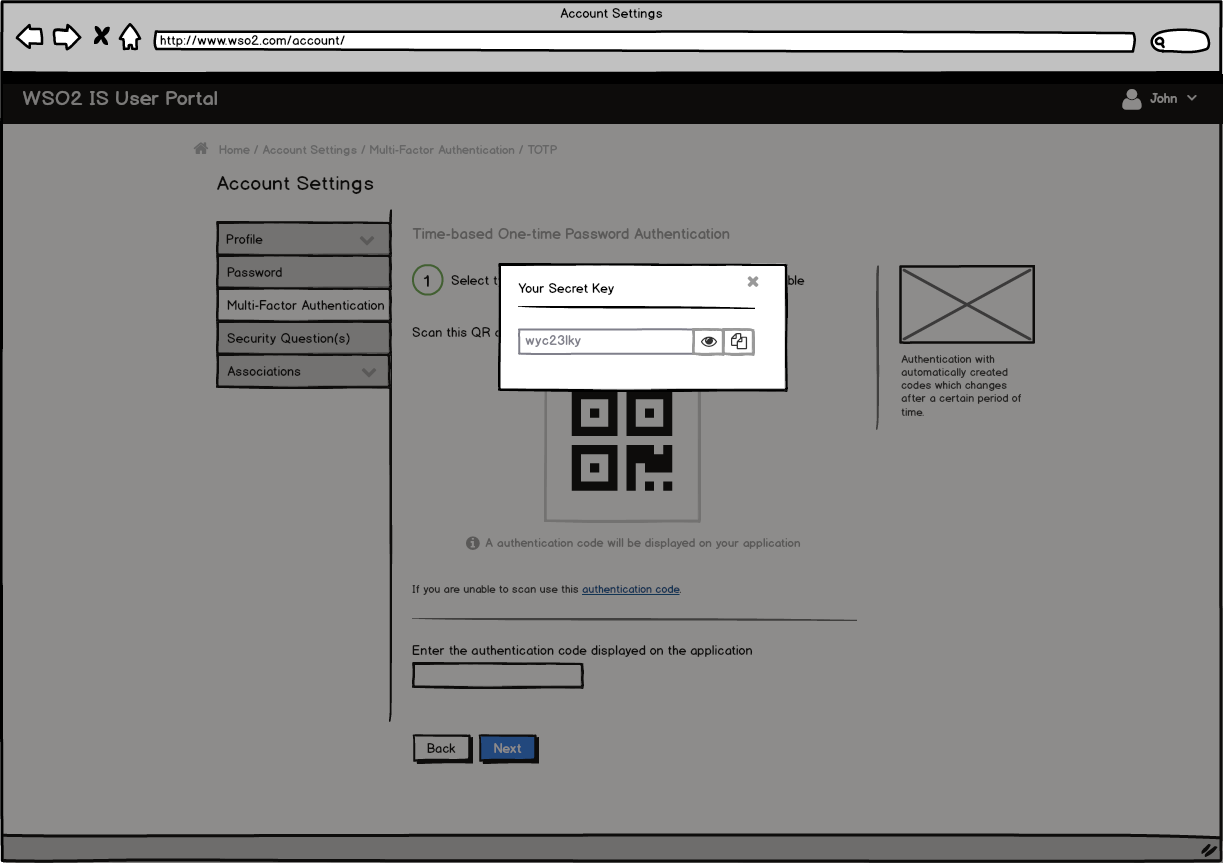 Account Settings
http://www.wso2.com/account/
WSO2 IS User Portal
John
Home / Account Settings / Multi-Factor Authentication / TOTP
Account Settings
Profile
Password
Multi-Factor Authentication
Security Question(s)
Associations
Time-based One-time Password Authentication
1 Select
Scan this QR
Your Secret Key
wyc23lky
A authentication code will be displayed on your application
If you are unable to scan use this authentication code.
Enter the authentication code displayed on the application
Back
Next
Authentication with
automatically created
codes which changes
after a certain period of
time.